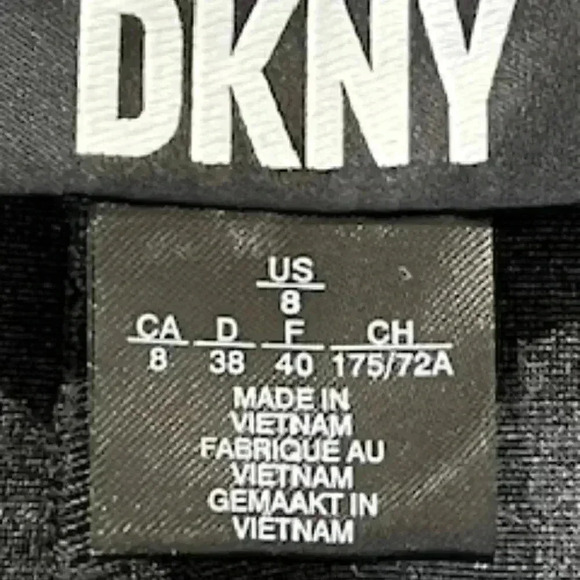 DKNY
US
8
CA D F CH
8 38 40 175/72A
MADE IN
VIETNAM
FABRIQUÉ AU
VIETNAM
GEMAAKT IN
VIETNAM